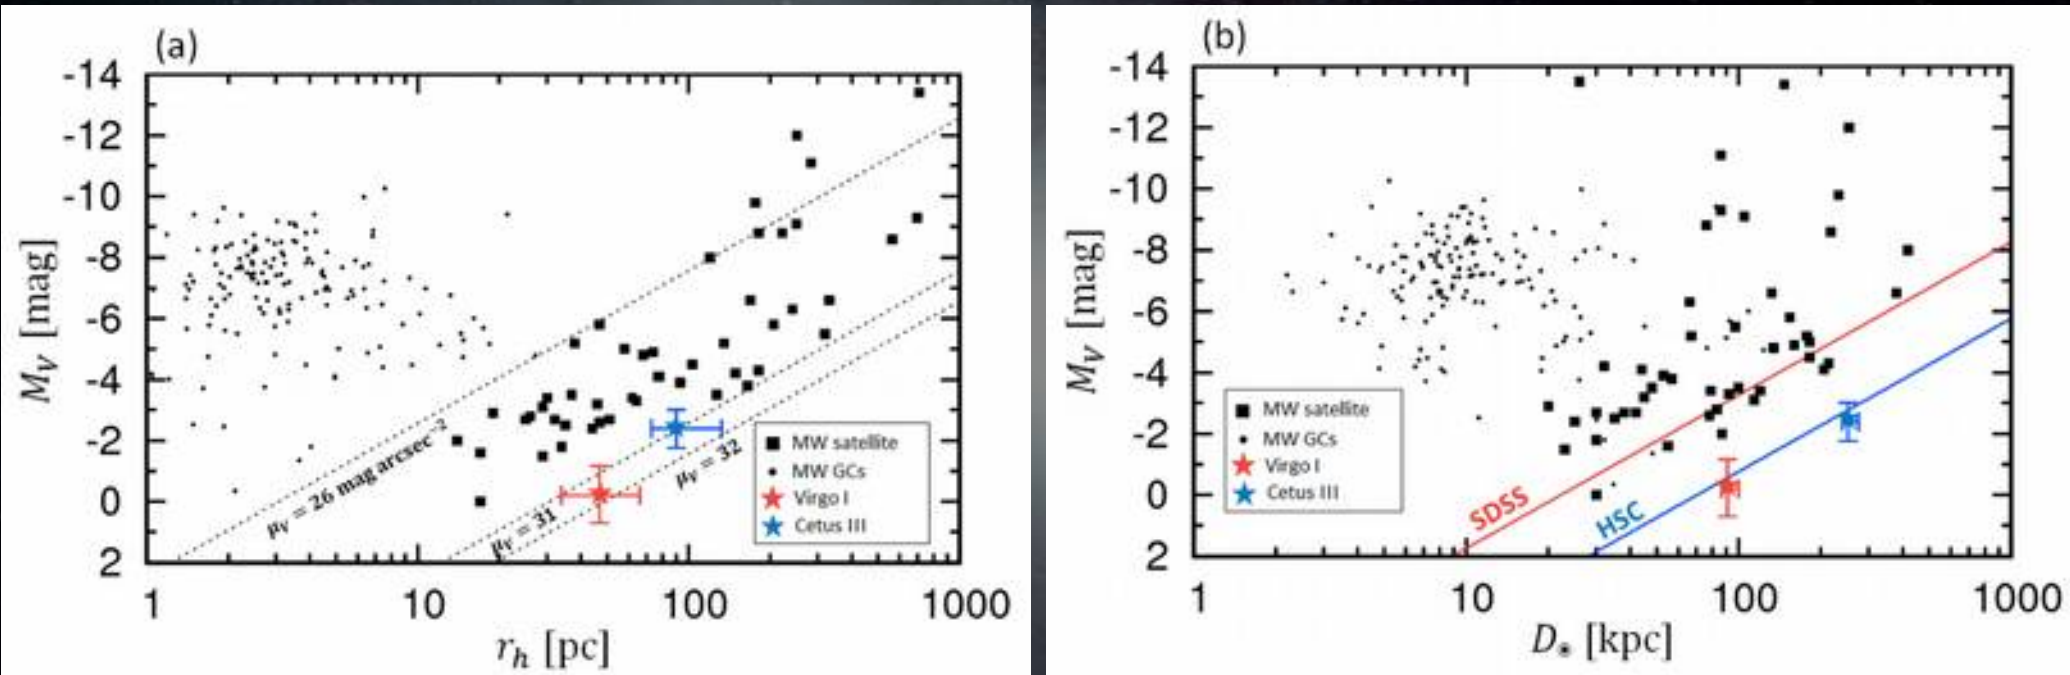 (a)
-14
-12
-10
-8
-6
-4
-2
0
2
M_V [mag]
μ_V = 26 mag arcsec⁻²
μ_V = 31
μ_V = 32
MW satellite
MW GCs
Virgo I
Cetus III
1 10 100 1000
r_h [pc]
(b)
-14
-12
-10
-8
-6
-4
-2
0
2
M_V [mag]
MW satellite
MW GCs
Virgo I
Cetus III
SDSS
HSC
1 10 100 1000
D⊙ [kpc]